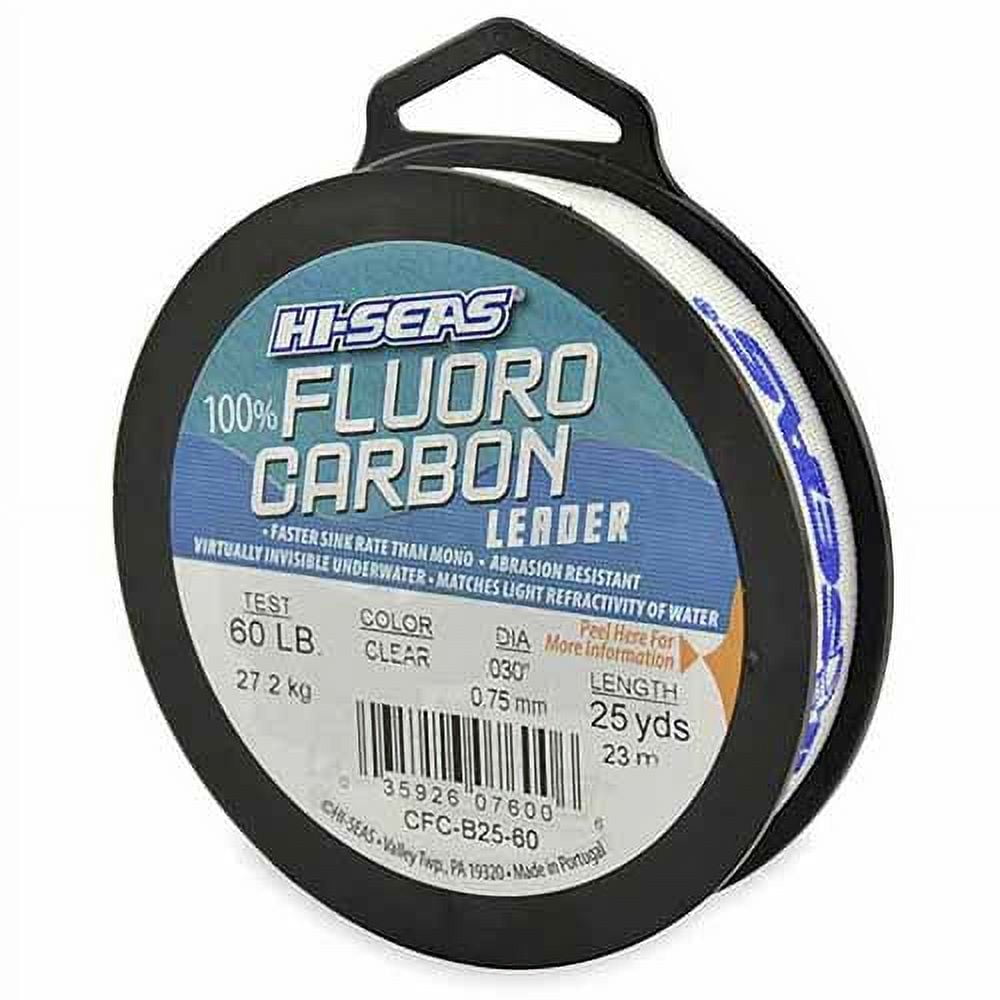 HI-SEAS®
100% FLUORO
CARBON
LEADER
• FASTER SINK RATE THAN MONO • ABRASION RESISTANT
VIRTUALLY INVISIBLE UNDERWATER • MATCHES LIGHT REFRACTIVITY OF WATER
Peel Here For
More Information
TEST
60 LB.
27.2 kg
COLOR
CLEAR
DIA
.030"
0.75 mm
LENGTH
25 yds
23 m
0 35926 07600 6
CFC-B25-60
©HI-SEAS • Valley Twp., PA 19320 • Made in Portugal